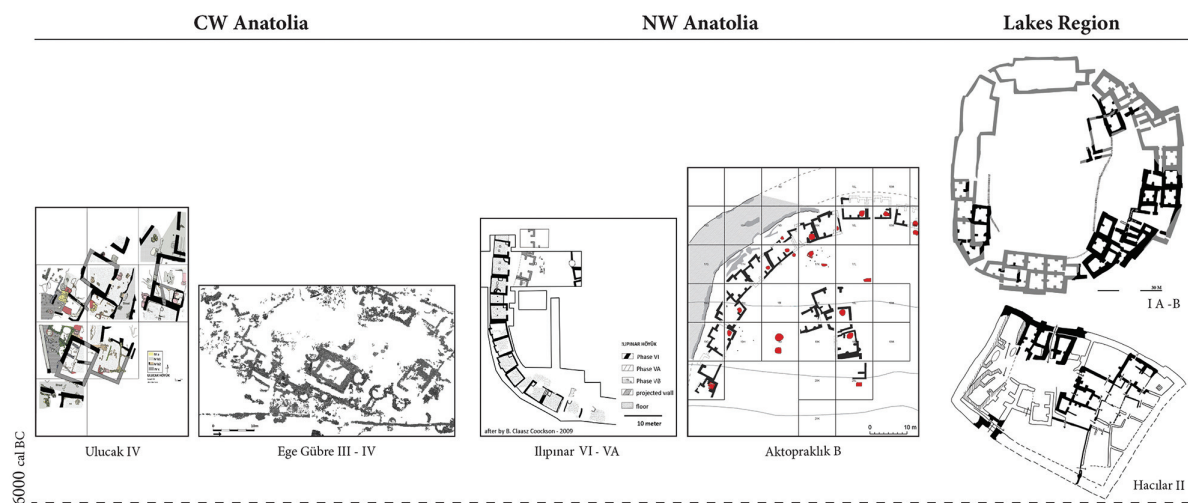 CW Anatolia
NW Anatolia
Lakes Region
6000 cal BC
Ulucak IV
Ege Gübre III - IV
ILIPINAR HÖYÜK
Phase VI
Phase VA
Phase VB
projected wall
floor
10 meter
after by B. Claasz Coockson - 2009
Ilıpınar VI - VA
0 10 m
Aktopraklık B
30 M
I A -B
Hacılar II